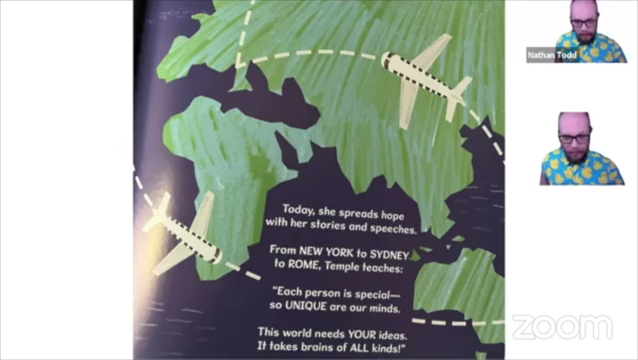 Nathan Todd
Today, she spreads hope
with her stories and speeches.
From NEW YORK to SYDNEY
to ROME, Temple teaches:
"Each person is special—
so UNIQUE are our minds.
This world needs YOUR ideas.
It takes brains of ALL kinds!"
zoom